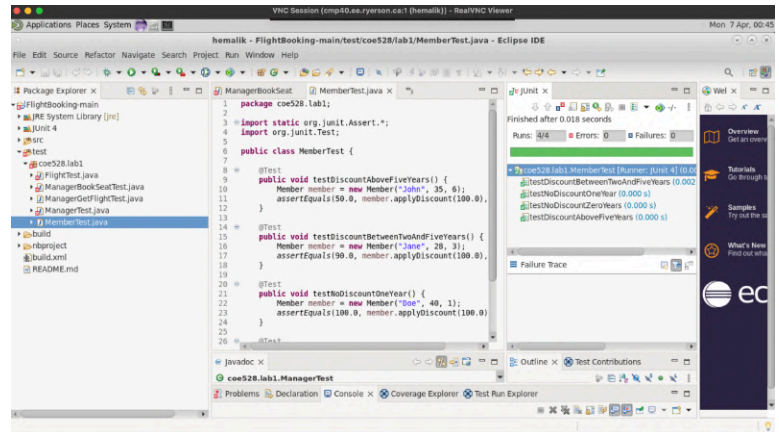 VNC Session (cmp40.ee.ryerson.ca:1 (hemalik)) - RealVNC Viewer
Applications Places System
Mon 7 Apr, 00:45
hemalik - FlightBooking-main/test/coe528/lab1/MemberTest.java - Eclipse IDE
File Edit Source Refactor Navigate Search Project Run Window Help
Package Explorer
FlightBooking-main
JRE System Library [jre]
JUnit 4
src
test
coe528.lab1
FlightTest.java
ManagerBookSeatTest.java
ManagerGetFlightTest.java
ManagerTest.java
MemberTest.java
build
nbproject
build.xml
README.md
ManagerBookSeat
MemberTest.java
1 package coe528.lab1;
2
3 import static org.junit.Assert.*;
4 import org.junit.Test;
5
6 public class MemberTest {
7
8 @Test
9 public void testDiscountAboveFiveYears() {
10 Member member = new Member("John", 35, 6);
11 assertEquals(50.0, member.applyDiscount(100.0),
12 }
13
14 @Test
15 public void testDiscountBetweenTwoAndFiveYears() {
16 Member member = new Member("Jane", 28, 3);
17 assertEquals(90.0, member.applyDiscount(100.0),
18 }
19
20 @Test
21 public void testNoDiscountOneYear() {
22 Member member = new Member("Doe", 40, 1);
23 assertEquals(100.0, member.applyDiscount(100.0)
24 }
25
26 @Test
JUnit
Finished after 0.018 seconds
Runs: 4/4 Errors: 0 Failures: 0
coe528.lab1.MemberTest [Runner: JUnit 4] (0.00
testDiscountBetweenTwoAndFiveYears (0.002
testNoDiscountOneYear (0.000 s)
testNoDiscountZeroYears (0.000 s)
testDiscountAboveFiveYears (0.000 s)
Failure Trace
Wel
Overview
Get an overv
Tutorials
Go through t
Samples
Try out the sa
What's New
Find out wha
ec
Javadoc
coe528.lab1.ManagerTest
Outline Test Contributions
Problems Declaration Console Coverage Explorer Test Run Explorer